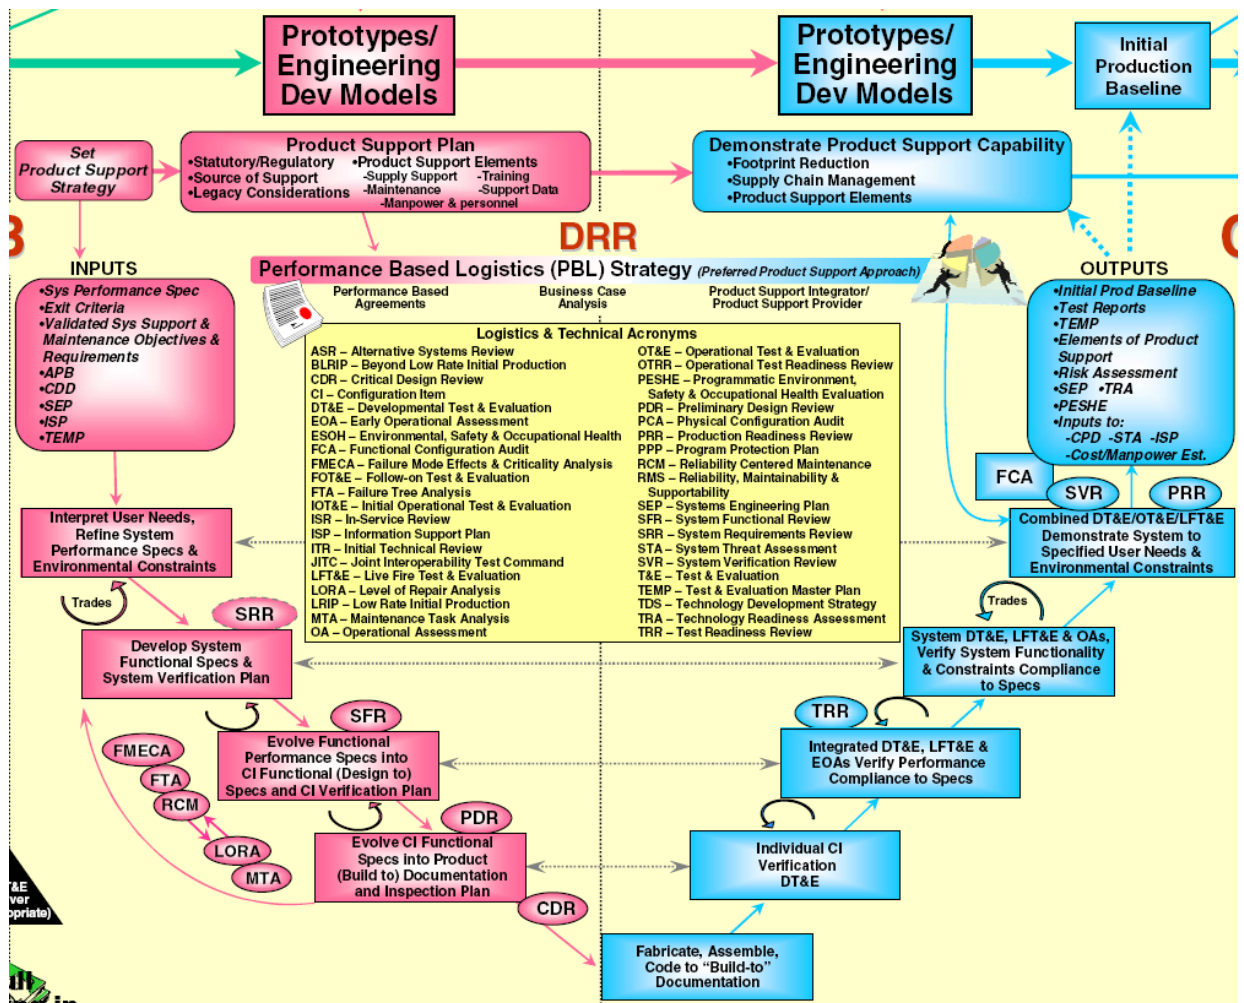 Prototypes/
Engineering
Dev Models
Prototypes/
Engineering
Dev Models
Initial
Production
Baseline
Set
Product Support
Strategy
Product Support Plan
•Statutory/Regulatory
•Source of Support
•Legacy Considerations
•Product Support Elements
-Supply Support -Training
-Maintenance -Support Data
-Manpower & personnel
Demonstrate Product Support Capability
•Footprint Reduction
•Supply Chain Management
•Product Support Elements
B
DRR
INPUTS
•Sys Performance Spec
•Exit Criteria
•Validated Sys Support &
Maintenance Objectives &
Requirements
•APB
•CDD
•SEP
•ISP
•TEMP
Performance Based Logistics (PBL) Strategy (Preferred Product Support Approach)
Performance Based
Agreements
Business Case
Analysis
Product Support Integrator/
Product Support Provider
OUTPUTS
•Initial Prod Baseline
•Test Reports
•TEMP
•Elements of Product
Support
•Risk Assessment
•SEP •TRA
•PESHE
•Inputs to:
-CPD -STA -ISP
-Cost/Manpower Est.
Logistics & Technical Acronyms
ASR – Alternative Systems Review
BLRIP – Beyond Low Rate Initial Production
CDR – Critical Design Review
CI – Configuration Item
DT&E – Developmental Test & Evaluation
EOA – Early Operational Assessment
ESOH – Environmental, Safety & Occupational Health
FCA – Functional Configuration Audit
FMECA – Failure Mode Effects & Criticality Analysis
FOT&E – Follow-on Test & Evaluation
FTA – Failure Tree Analysis
IOT&E – Initial Operational Test & Evaluation
ISR – In-Service Review
ISP – Information Support Plan
ITR – Initial Technical Review
JITC – Joint Interoperability Test Command
LFT&E – Live Fire Test & Evaluation
LORA – Level of Repair Analysis
LRIP – Low Rate Initial Production
MTA – Maintenance Task Analysis
OA – Operational Assessment
OT&E – Operational Test & Evaluation
OTRR – Operational Test Readiness Review
PESHE – Programmatic Environment,
Safety & Occupational Health Evaluation
PDR – Preliminary Design Review
PCA – Physical Configuration Audit
PRR – Production Readiness Review
PPP – Program Protection Plan
RCM – Reliability Centered Maintenance
RMS – Reliability, Maintainability &
Supportability
SEP – Systems Engineering Plan
SFR – System Functional Review
SRR – System Requirements Review
STA – System Threat Assessment
SVR – System Verification Review
T&E – Test & Evaluation
TEMP – Test & Evaluation Master Plan
TDS – Technology Development Strategy
TRA – Technology Readiness Assessment
TRR – Test Readiness Review
FCA
SVR
PRR
Interpret User Needs,
Refine System
Performance Specs &
Environmental Constraints
Combined DT&E/OT&E/LFT&E
Demonstrate System to
Specified User Needs &
Environmental Constraints
Trades
SRR
Trades
Develop System
Functional Specs &
System Verification Plan
System DT&E, LFT&E & OAs,
Verify System Functionality
& Constraints Compliance
to Specs
SFR
TRR
Evolve Functional
Performance Specs into
CI Functional (Design to)
Specs and CI Verification Plan
Integrated DT&E, LFT&E &
EOAs Verify Performance
Compliance to Specs
FMECA
FTA
RCM
LORA
MTA
PDR
Evolve CI Functional
Specs into Product
(Build to) Documentation
and Inspection Plan
Individual CI
Verification
DT&E
CDR
Fabricate, Assemble,
Code to “Build-to”
Documentation